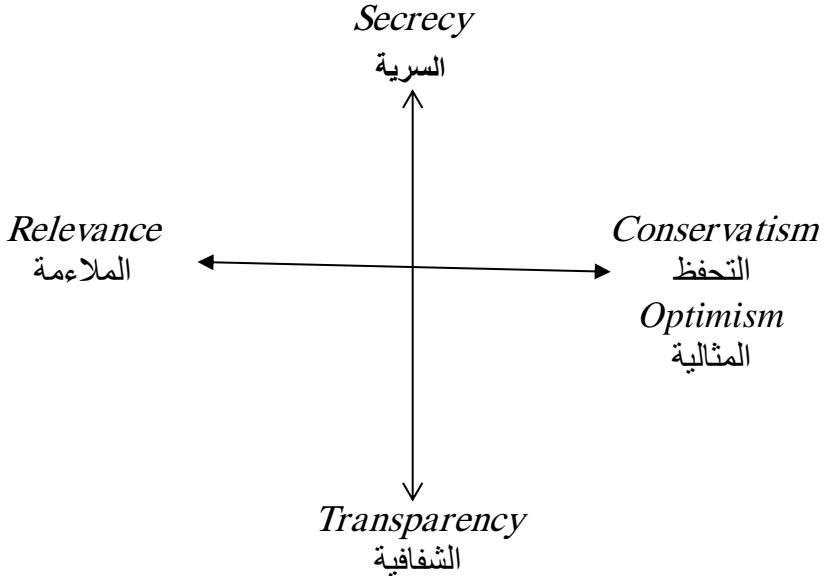 Secrecy
السرية
Relevance
الملاءمة
Conservatism
التحفظ
Optimism
المثالية
Transparency
الشفافية